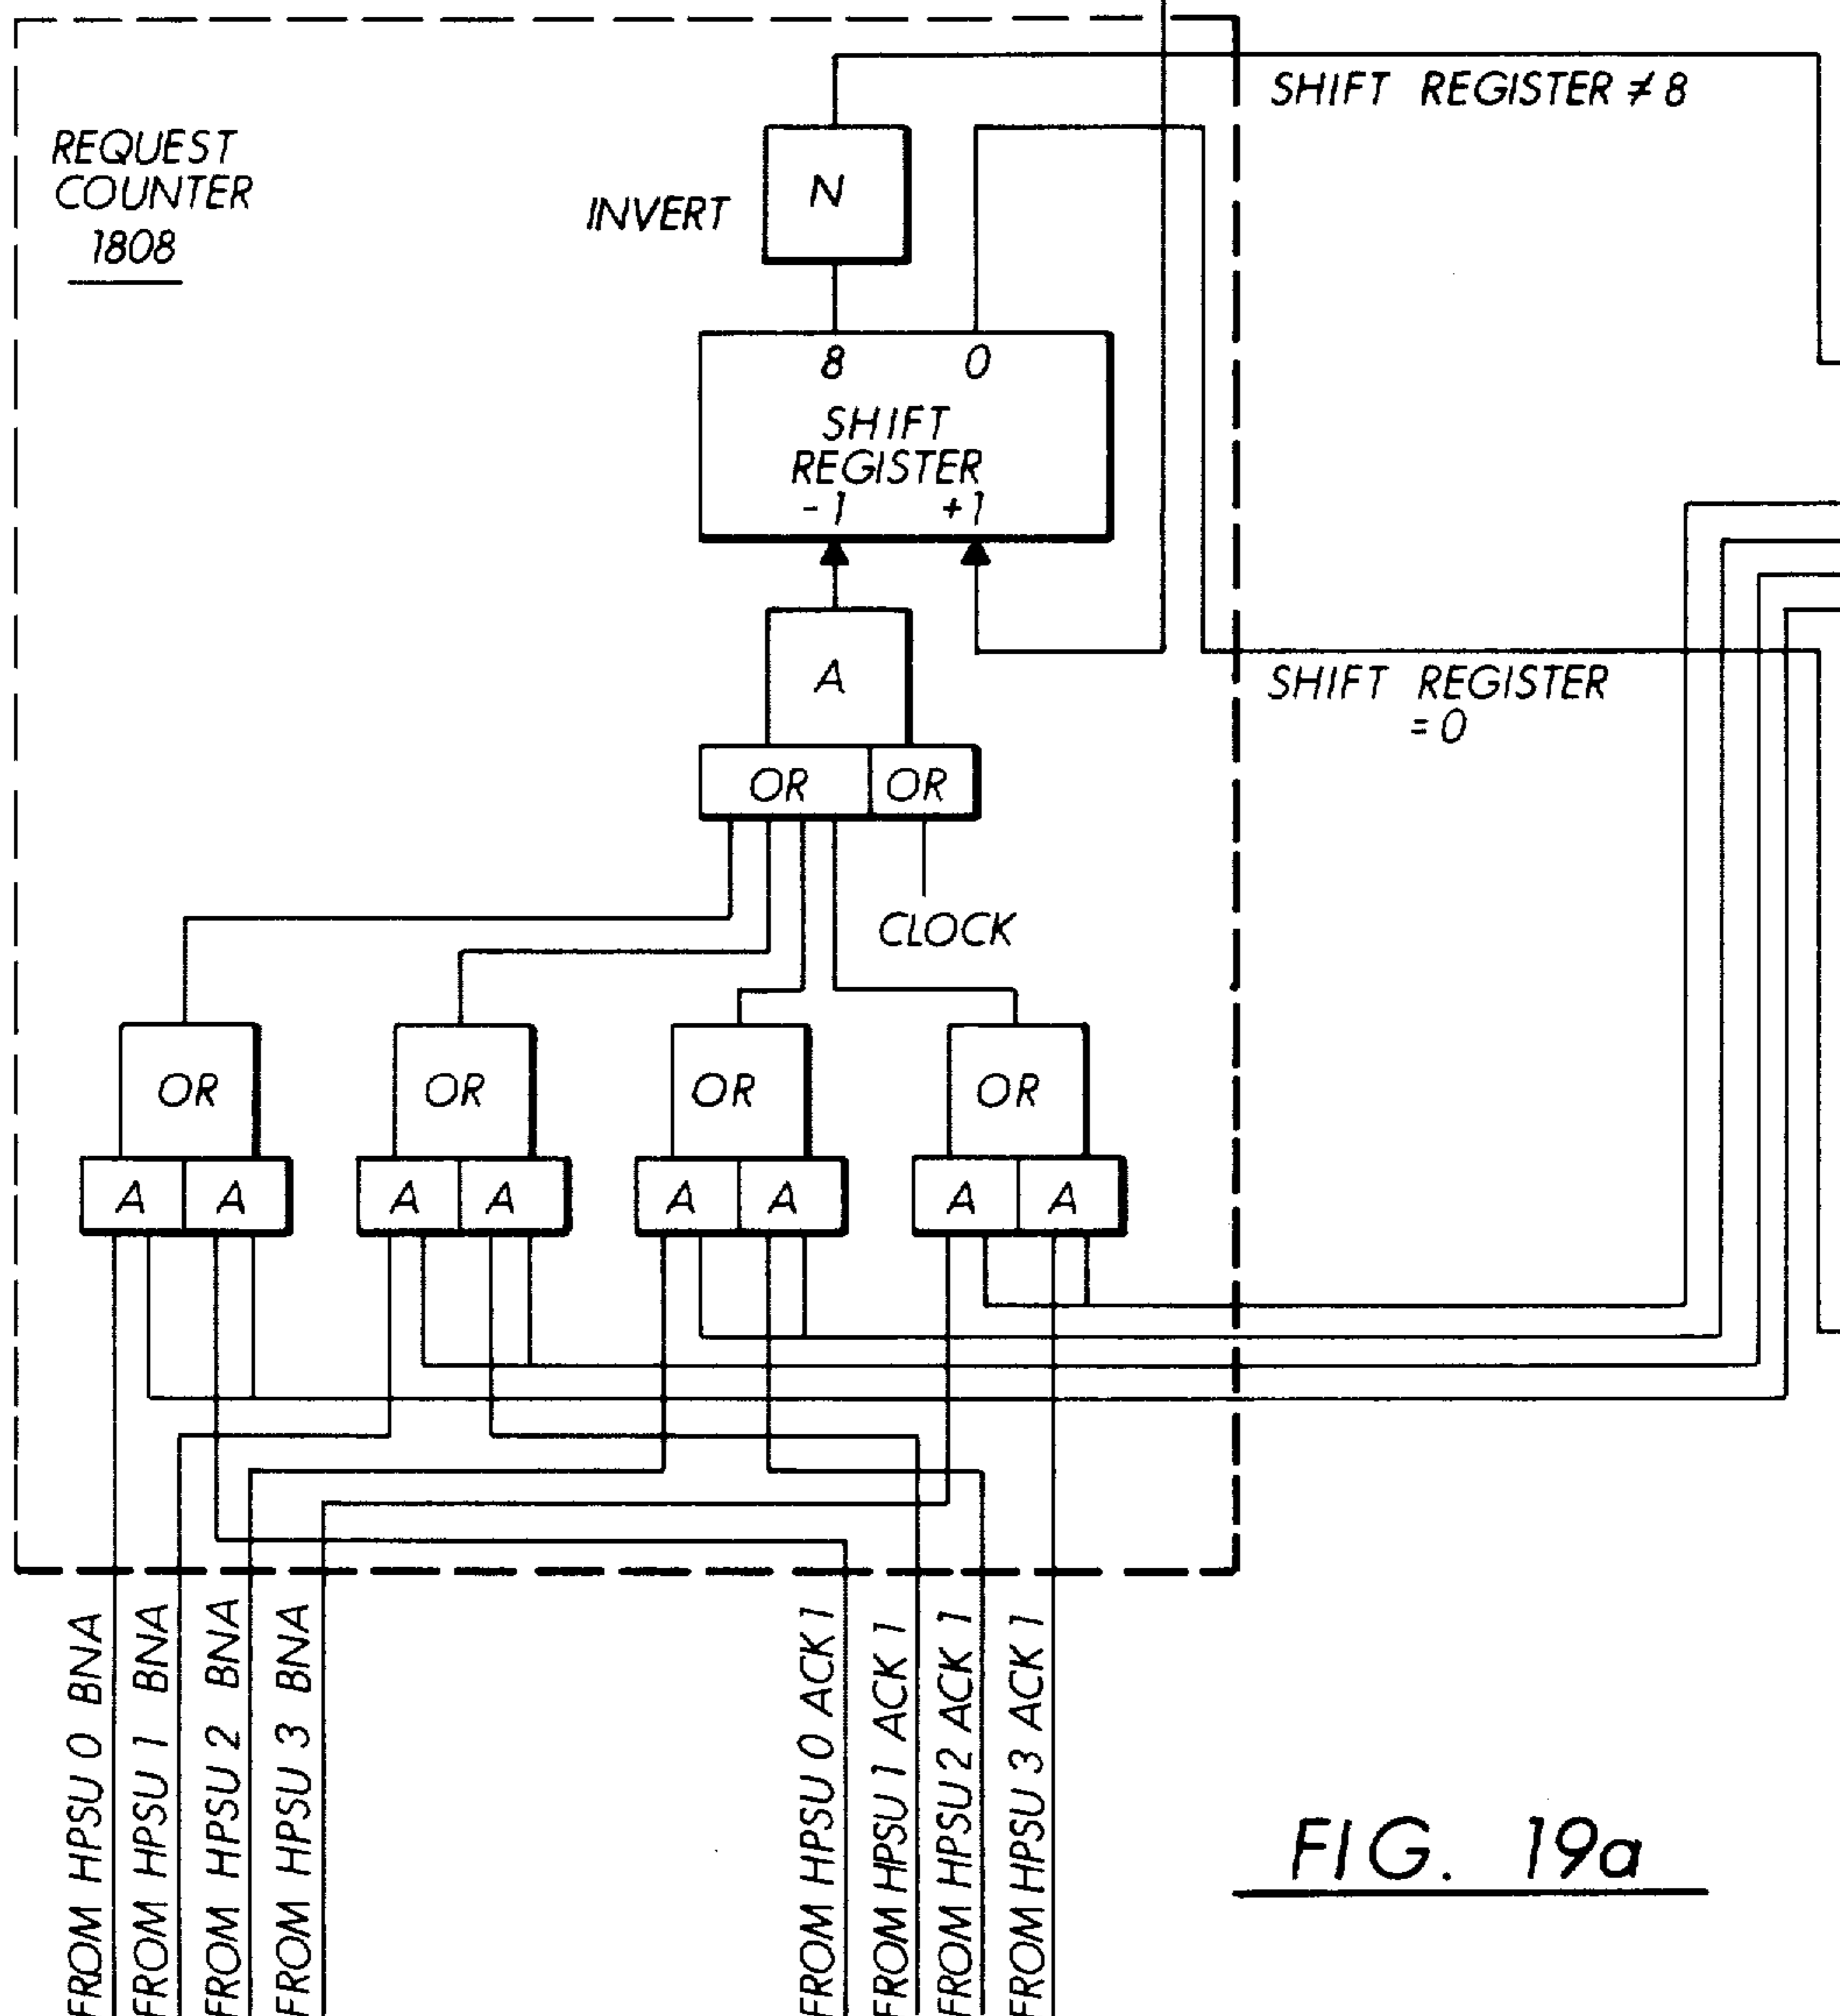 SHIFT REGISTER ≠ 8
REQUEST
COUNTER
1808
INVERT
N
8 0
SHIFT
REGISTER
-1 +1
A
SHIFT REGISTER
= 0
OR OR
CLOCK
OR OR OR OR
A A A A A A A A
FROM HPSU 0 BNA
FROM HPSU 1 BNA
FROM HPSU 2 BNA
FROM HPSU 3 BNA
FROM HPSU 0 ACK 1
FROM HPSU 1 ACK 1
FROM HPSU 2 ACK 1
FROM HPSU 3 ACK 1
FIG. 19a